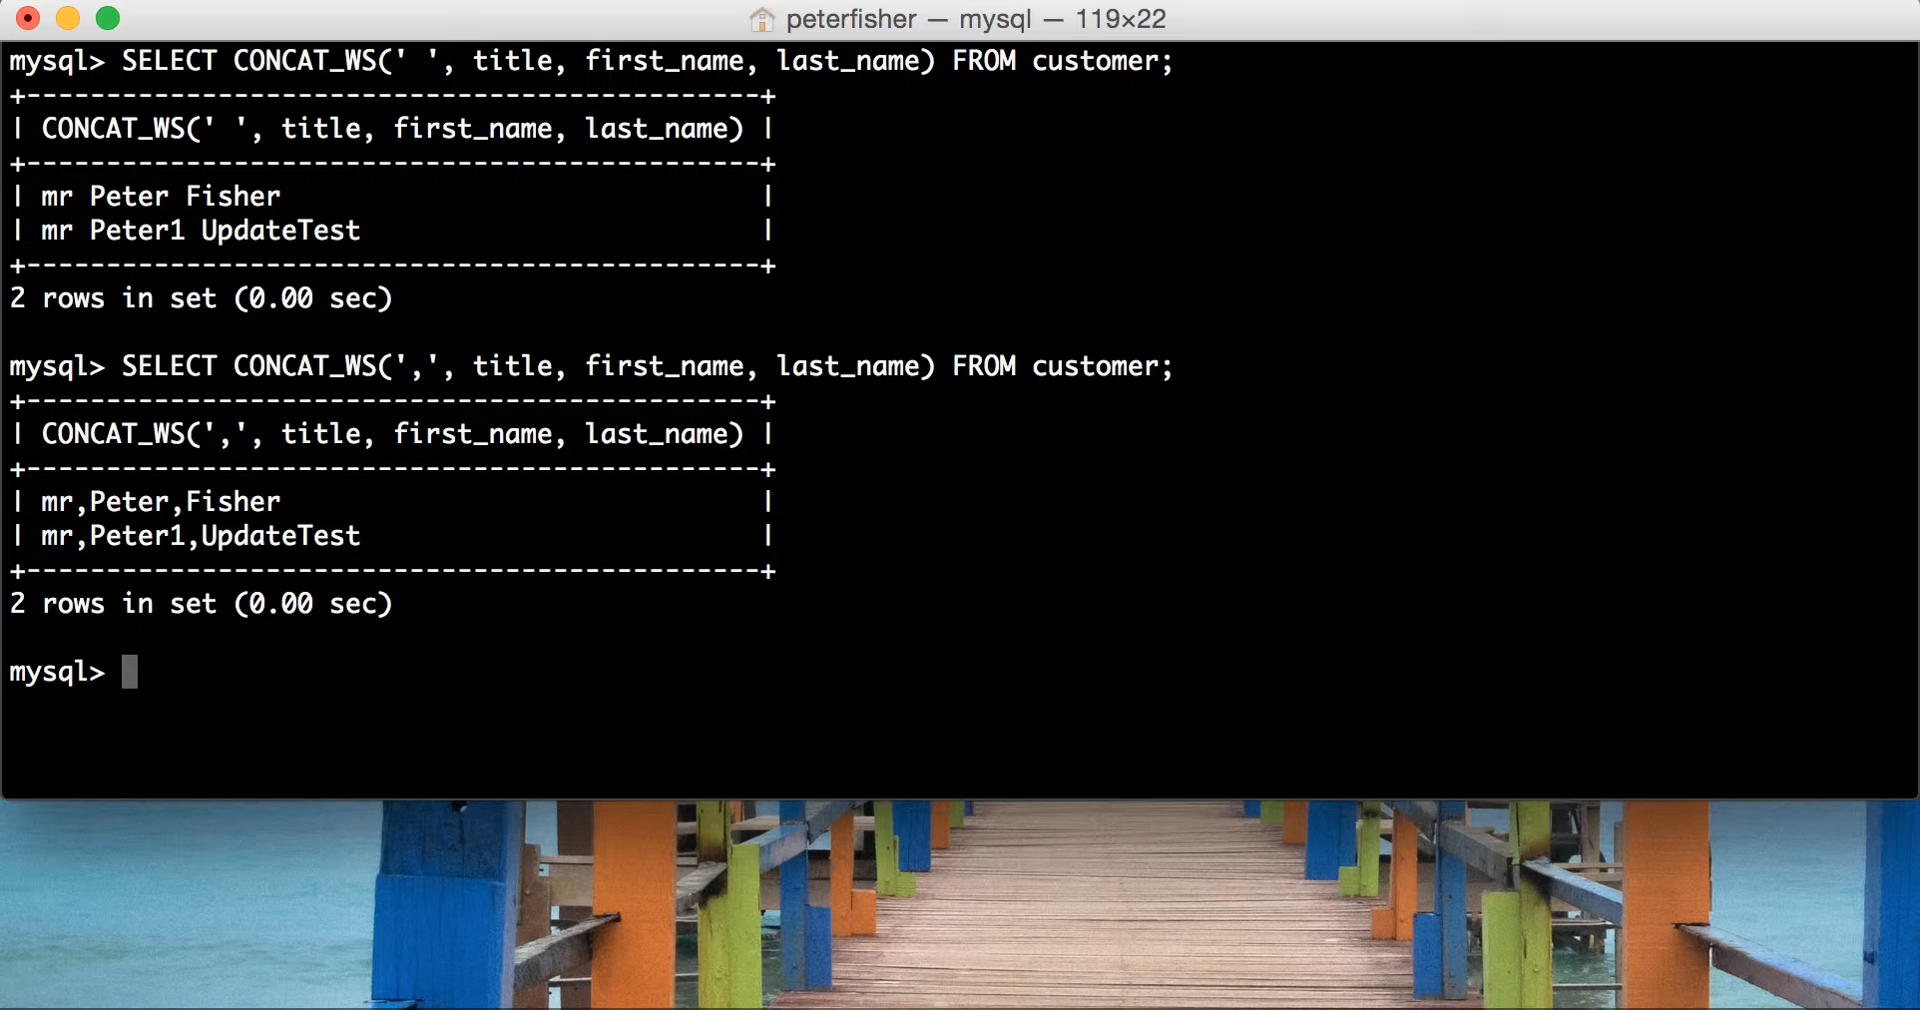 peterfisher — mysql — 119×22
mysql> SELECT CONCAT_WS(' ', title, first_name, last_name) FROM customer;
+----------------------------------------------+
| CONCAT_WS(' ', title, first_name, last_name) |
+----------------------------------------------+
| mr Peter Fisher                              |
| mr Peter1 UpdateTest                         |
+----------------------------------------------+
2 rows in set (0.00 sec)
mysql> SELECT CONCAT_WS(',', title, first_name, last_name) FROM customer;
+----------------------------------------------+
| CONCAT_WS(',', title, first_name, last_name) |
+----------------------------------------------+
| mr,Peter,Fisher                              |
| mr,Peter1,UpdateTest                         |
+----------------------------------------------+
2 rows in set (0.00 sec)
mysql>